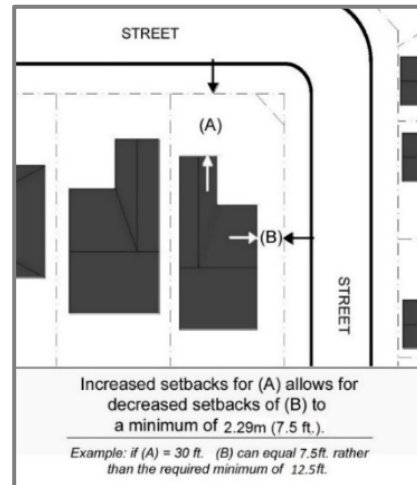 STREET
(A)
(B)
STREET
Increased setbacks for (A) allows for
decreased setbacks of (B) to
a minimum of 2.29m (7.5 ft.).
Example: if (A) = 30 ft. (B) can equal 7.5ft. rather
than the required minimum of 12.5ft.